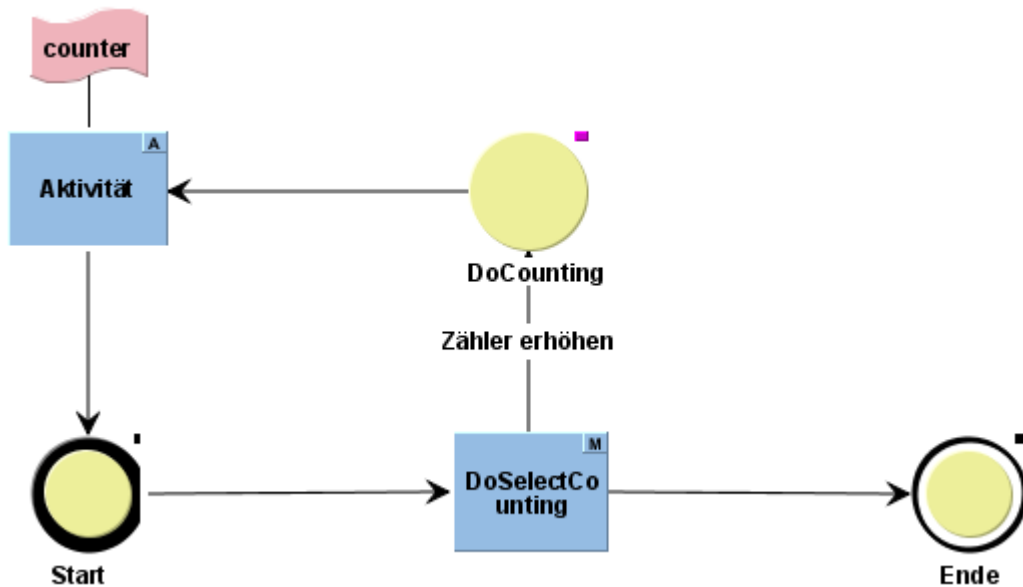 counter
A
Aktivität
DoCounting
Zähler erhöhen
M
DoSelectCo
unting
Start
Ende